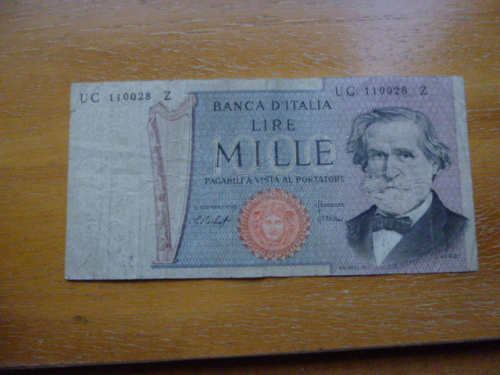 UC 110028 Z
UC 110028 Z
BANCA D'ITALIA
LIRE
MILLE
PAGABILI A VISTA AL PORTATORE